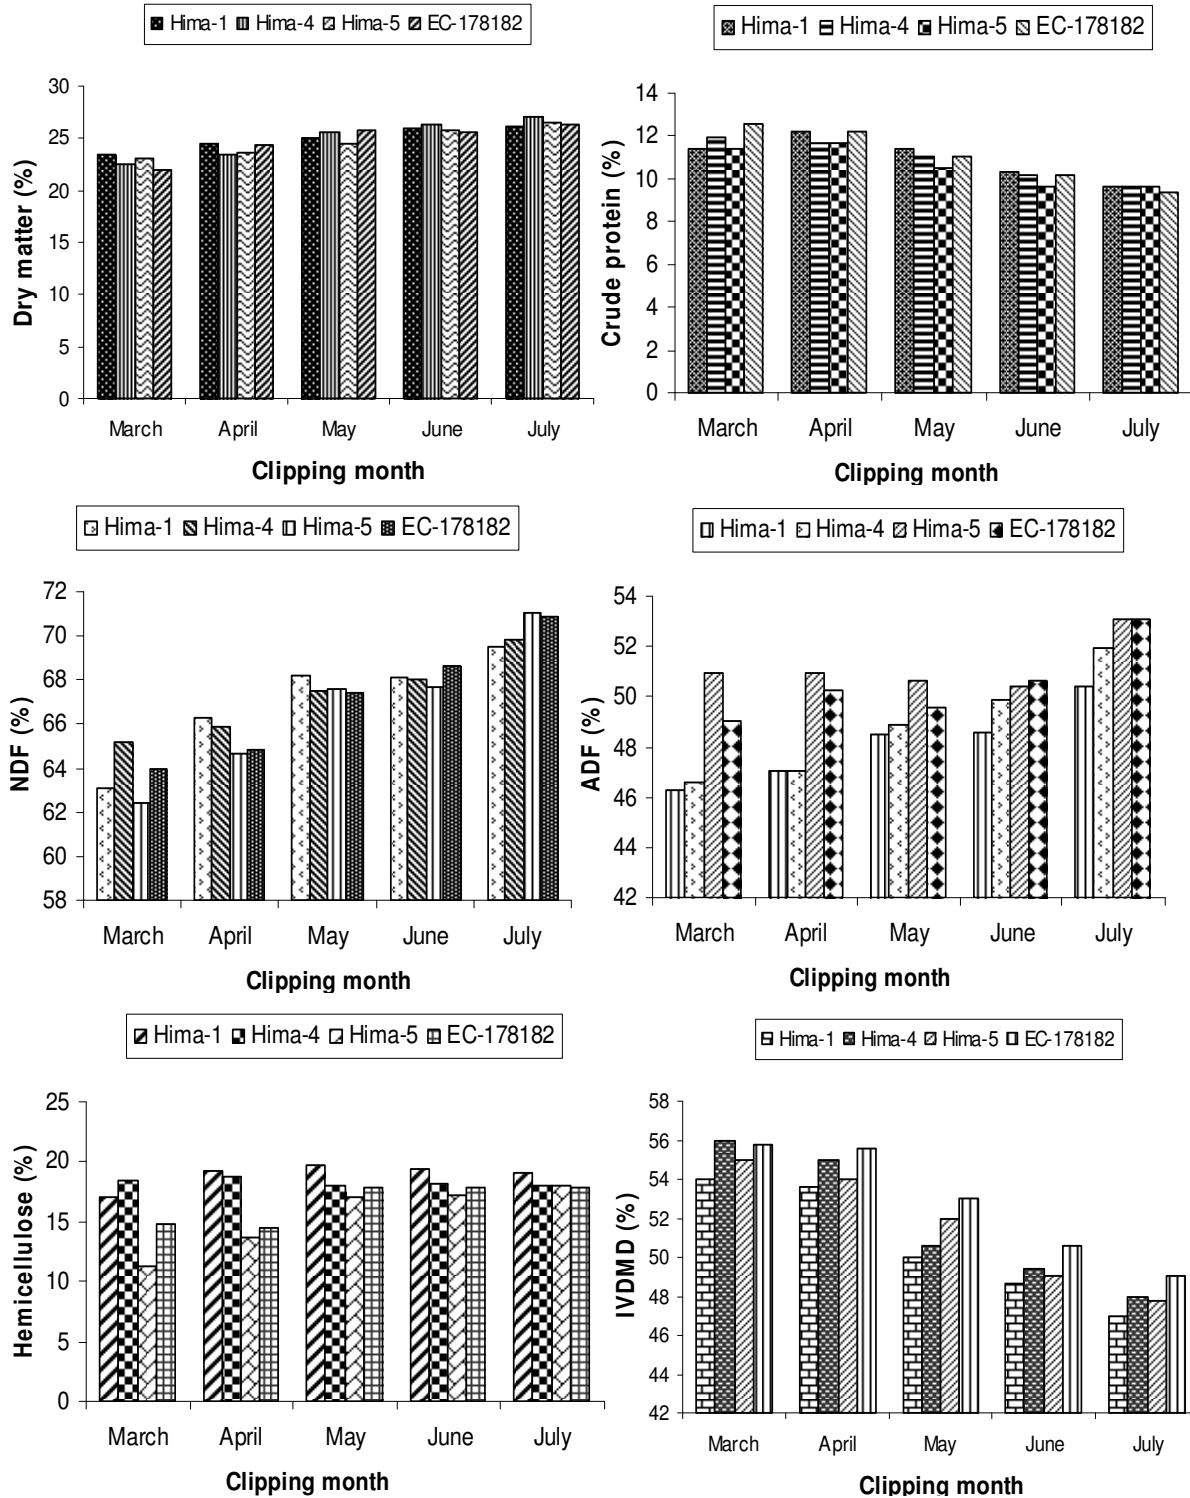 Hima-1 Hima-4 Hima-5 EC-178182
30
25
20
15
10
5
0
Dry matter (%)
March April May June July
Clipping month
Hima-1 Hima-4 Hima-5 EC-178182
14
12
10
8
6
4
2
0
Crude protein (%)
March April May June July
Clipping month
Hima-1 Hima-4 Hima-5 EC-178182
72
70
68
66
64
62
60
58
NDF (%)
March April May June July
Clipping month
Hima-1 Hima-4 Hima-5 EC-178182
54
52
50
48
46
44
42
ADF (%)
March April May June July
Clipping month
Hima-1 Hima-4 Hima-5 EC-178182
25
20
15
10
5
0
Hemicellulose (%)
March April May June July
Clipping month
Hima-1 Hima-4 Hima-5 EC-178182
58
56
54
52
50
48
46
44
42
IVDMD (%)
March April May June July
Clipping month